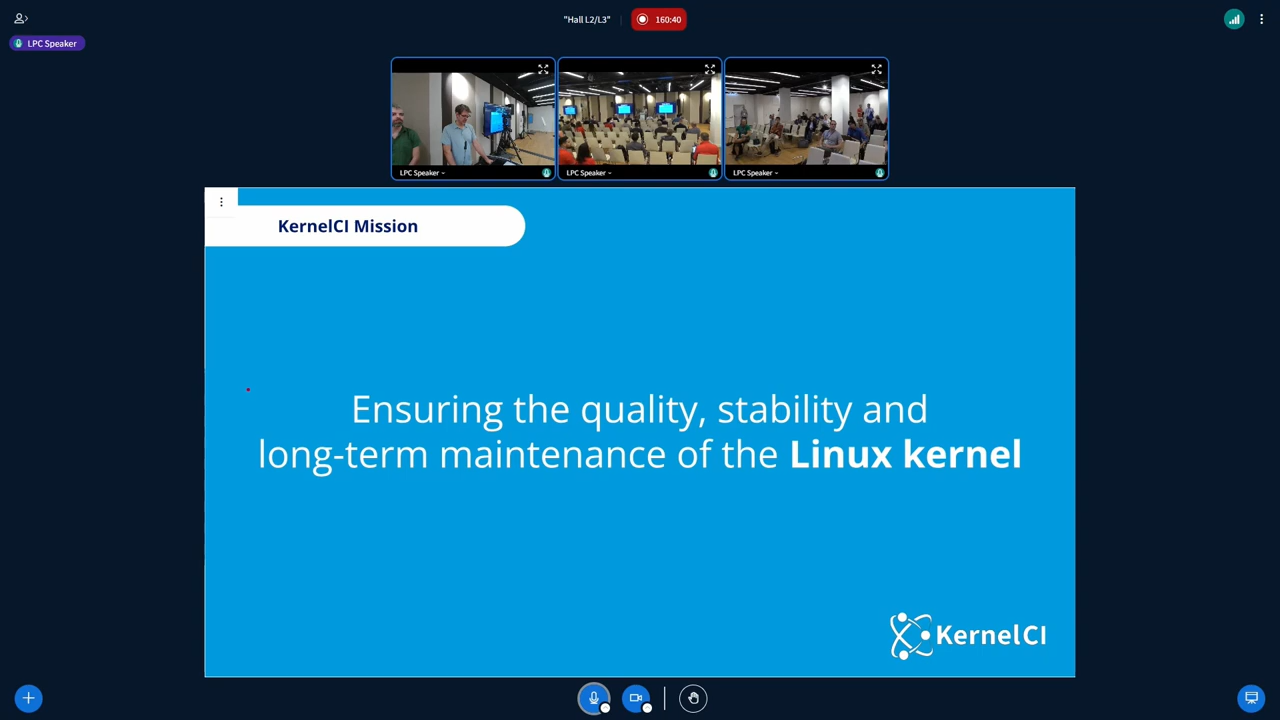 "Hall L2/L3"
160:40
LPC Speaker
LPC Speaker
LPC Speaker
LPC Speaker
KernelCI Mission
Ensuring the quality, stability and
long-term maintenance of the Linux kernel
KernelCI